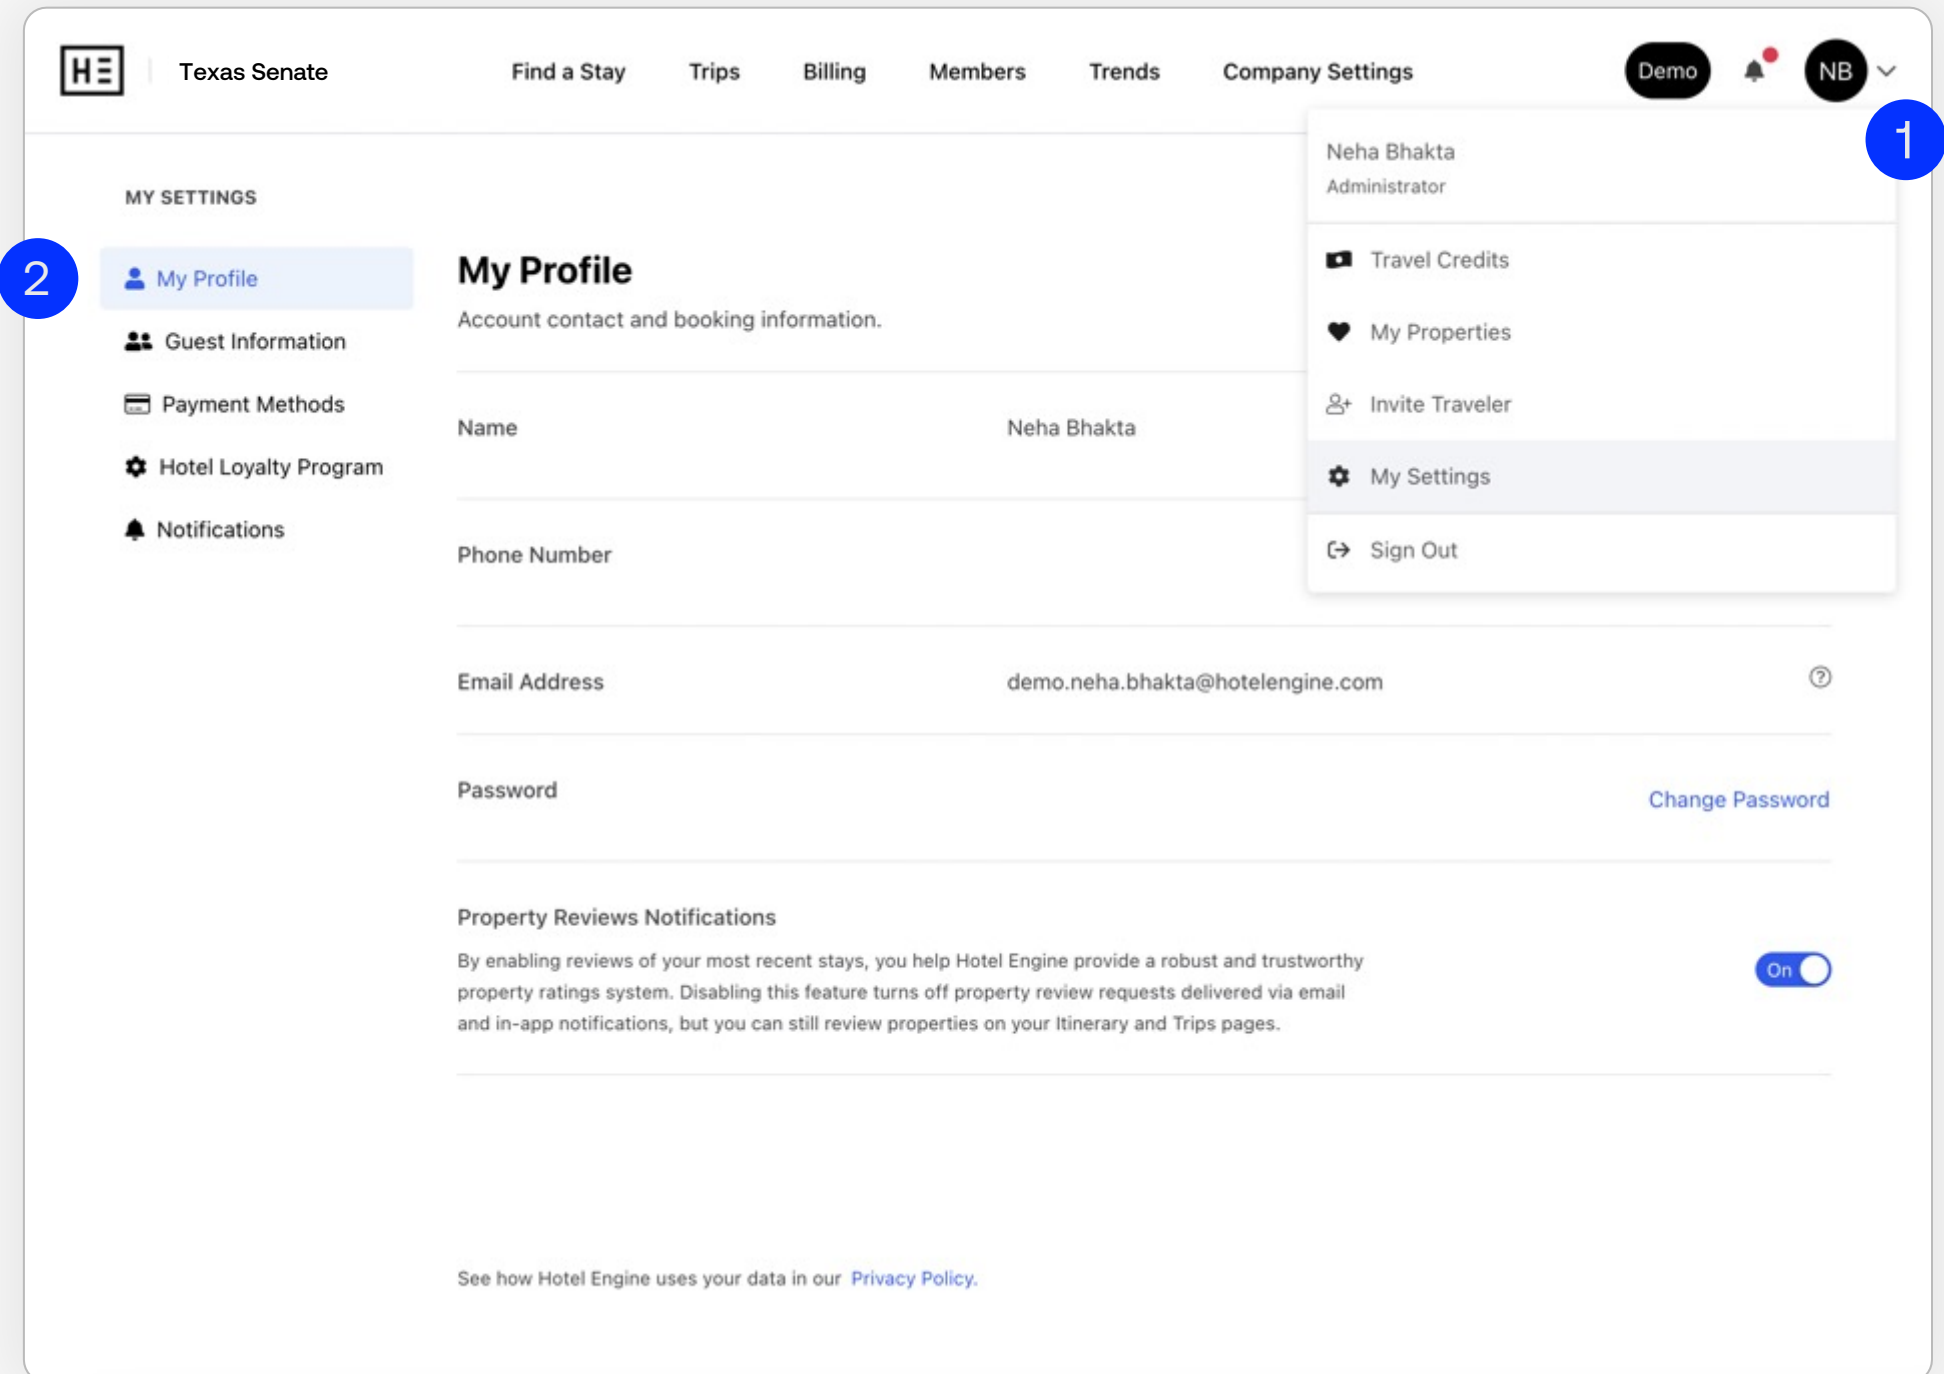 HE
Texas Senate
Find a Stay
Trips
Billing
Members
Trends
Company Settings
Demo
NB
1
Neha Bhakta
Administrator
Travel Credits
My Properties
Invite Traveler
My Settings
Sign Out
MY SETTINGS
2
My Profile
Guest Information
Payment Methods
Hotel Loyalty Program
Notifications
My Profile
Account contact and booking information.
Name
Neha Bhakta
Phone Number
Email Address
demo.neha.bhakta@hotelengine.com
?
Password
Change Password
Property Reviews Notifications
By enabling reviews of your most recent stays, you help Hotel Engine provide a robust and trustworthy
property ratings system. Disabling this feature turns off property review requests delivered via email
and in-app notifications, but you can still review properties on your Itinerary and Trips pages.
On
See how Hotel Engine uses your data in our Privacy Policy.